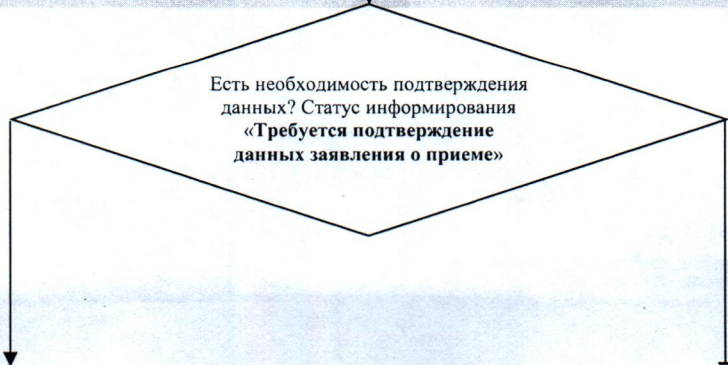 Есть необходимость подтверждения
данных? Статус информирования
«Требуется подтверждение
данных заявления о приеме»